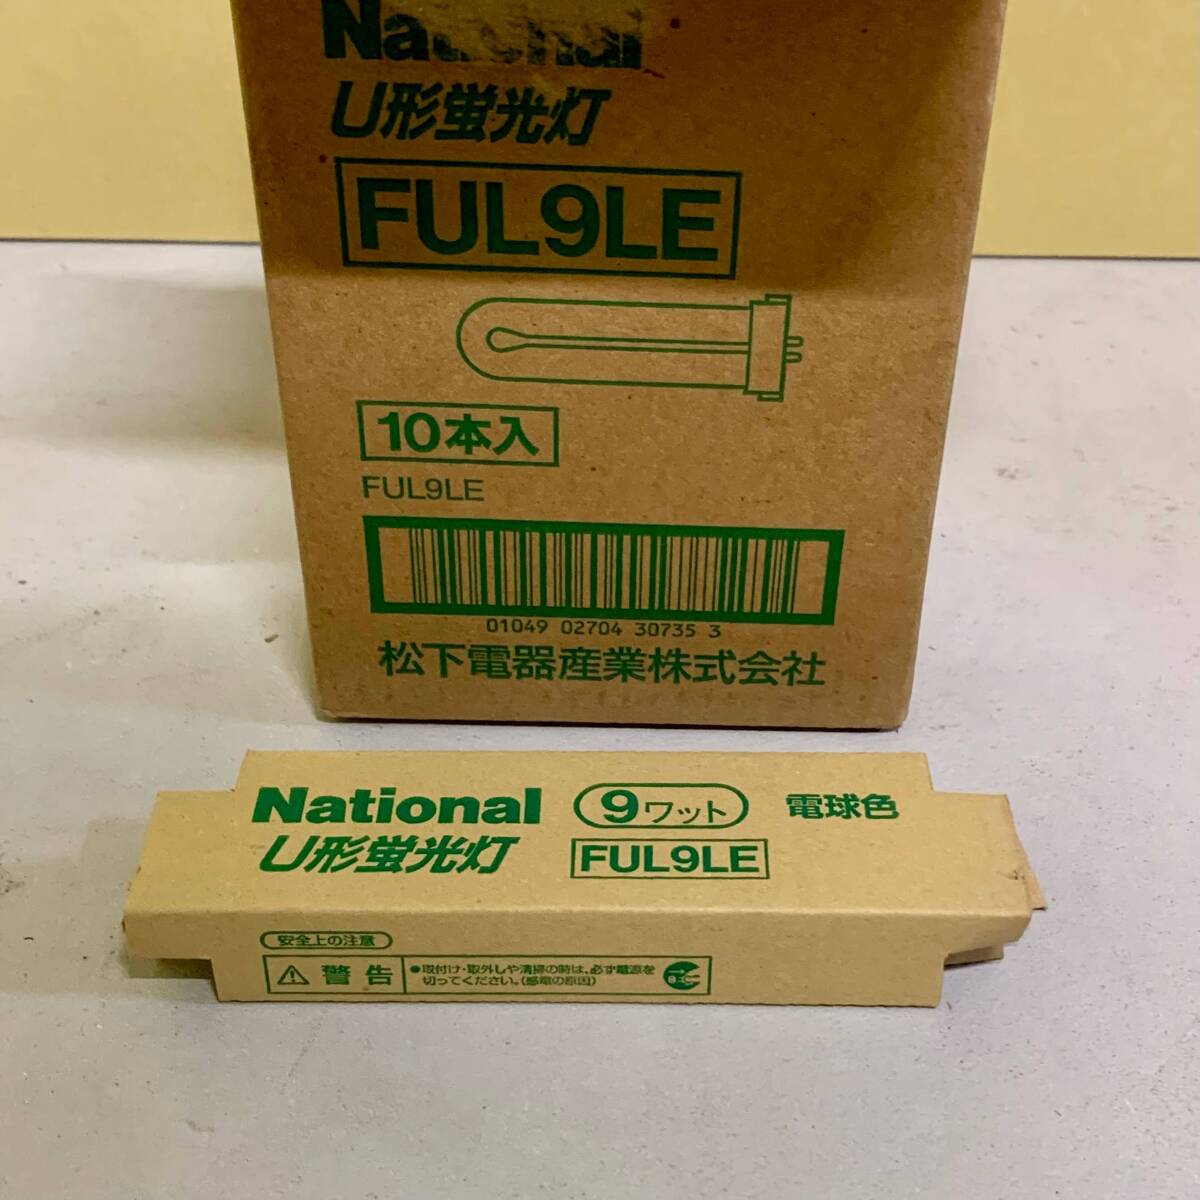 National
U形蛍光灯
FUL9LE
10本入
FUL9LE
01049 02704 30735 3
松下電器産業株式会社
National 9ワット 電球色
U形蛍光灯 FUL9LE
安全上の注意
警告 ●取付け・取外しや清掃の時は、必ず電源を
切ってください。(感電の原因)